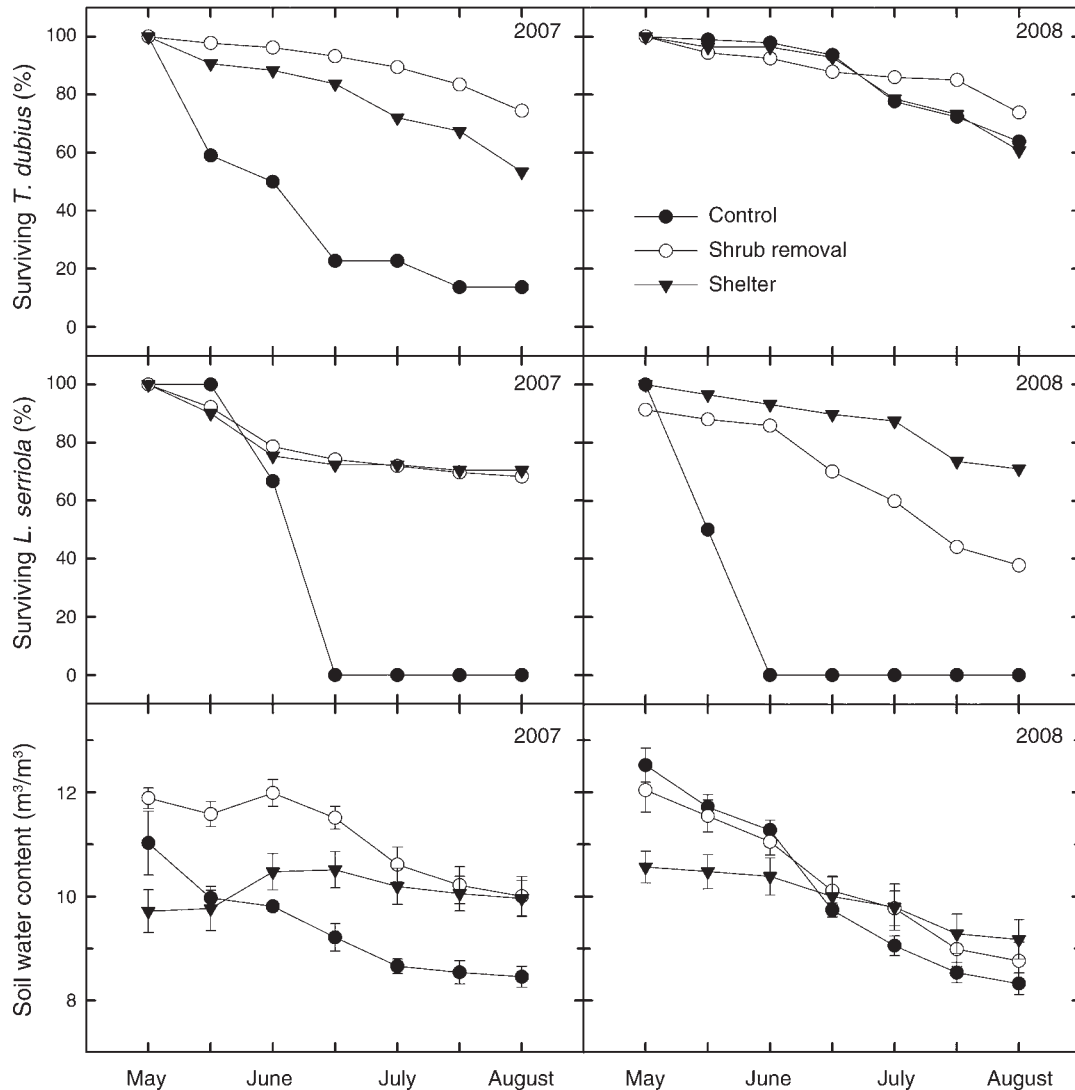 2007
2008
100
80
60
40
20
0
Surviving T. dubius (%)
Control
Shrub removal
Shelter
2007
2008
100
80
60
40
20
0
Surviving L. serriola (%)
2007
2008
12
10
8
Soil water content (m³/m³)
May June July August
May June July August